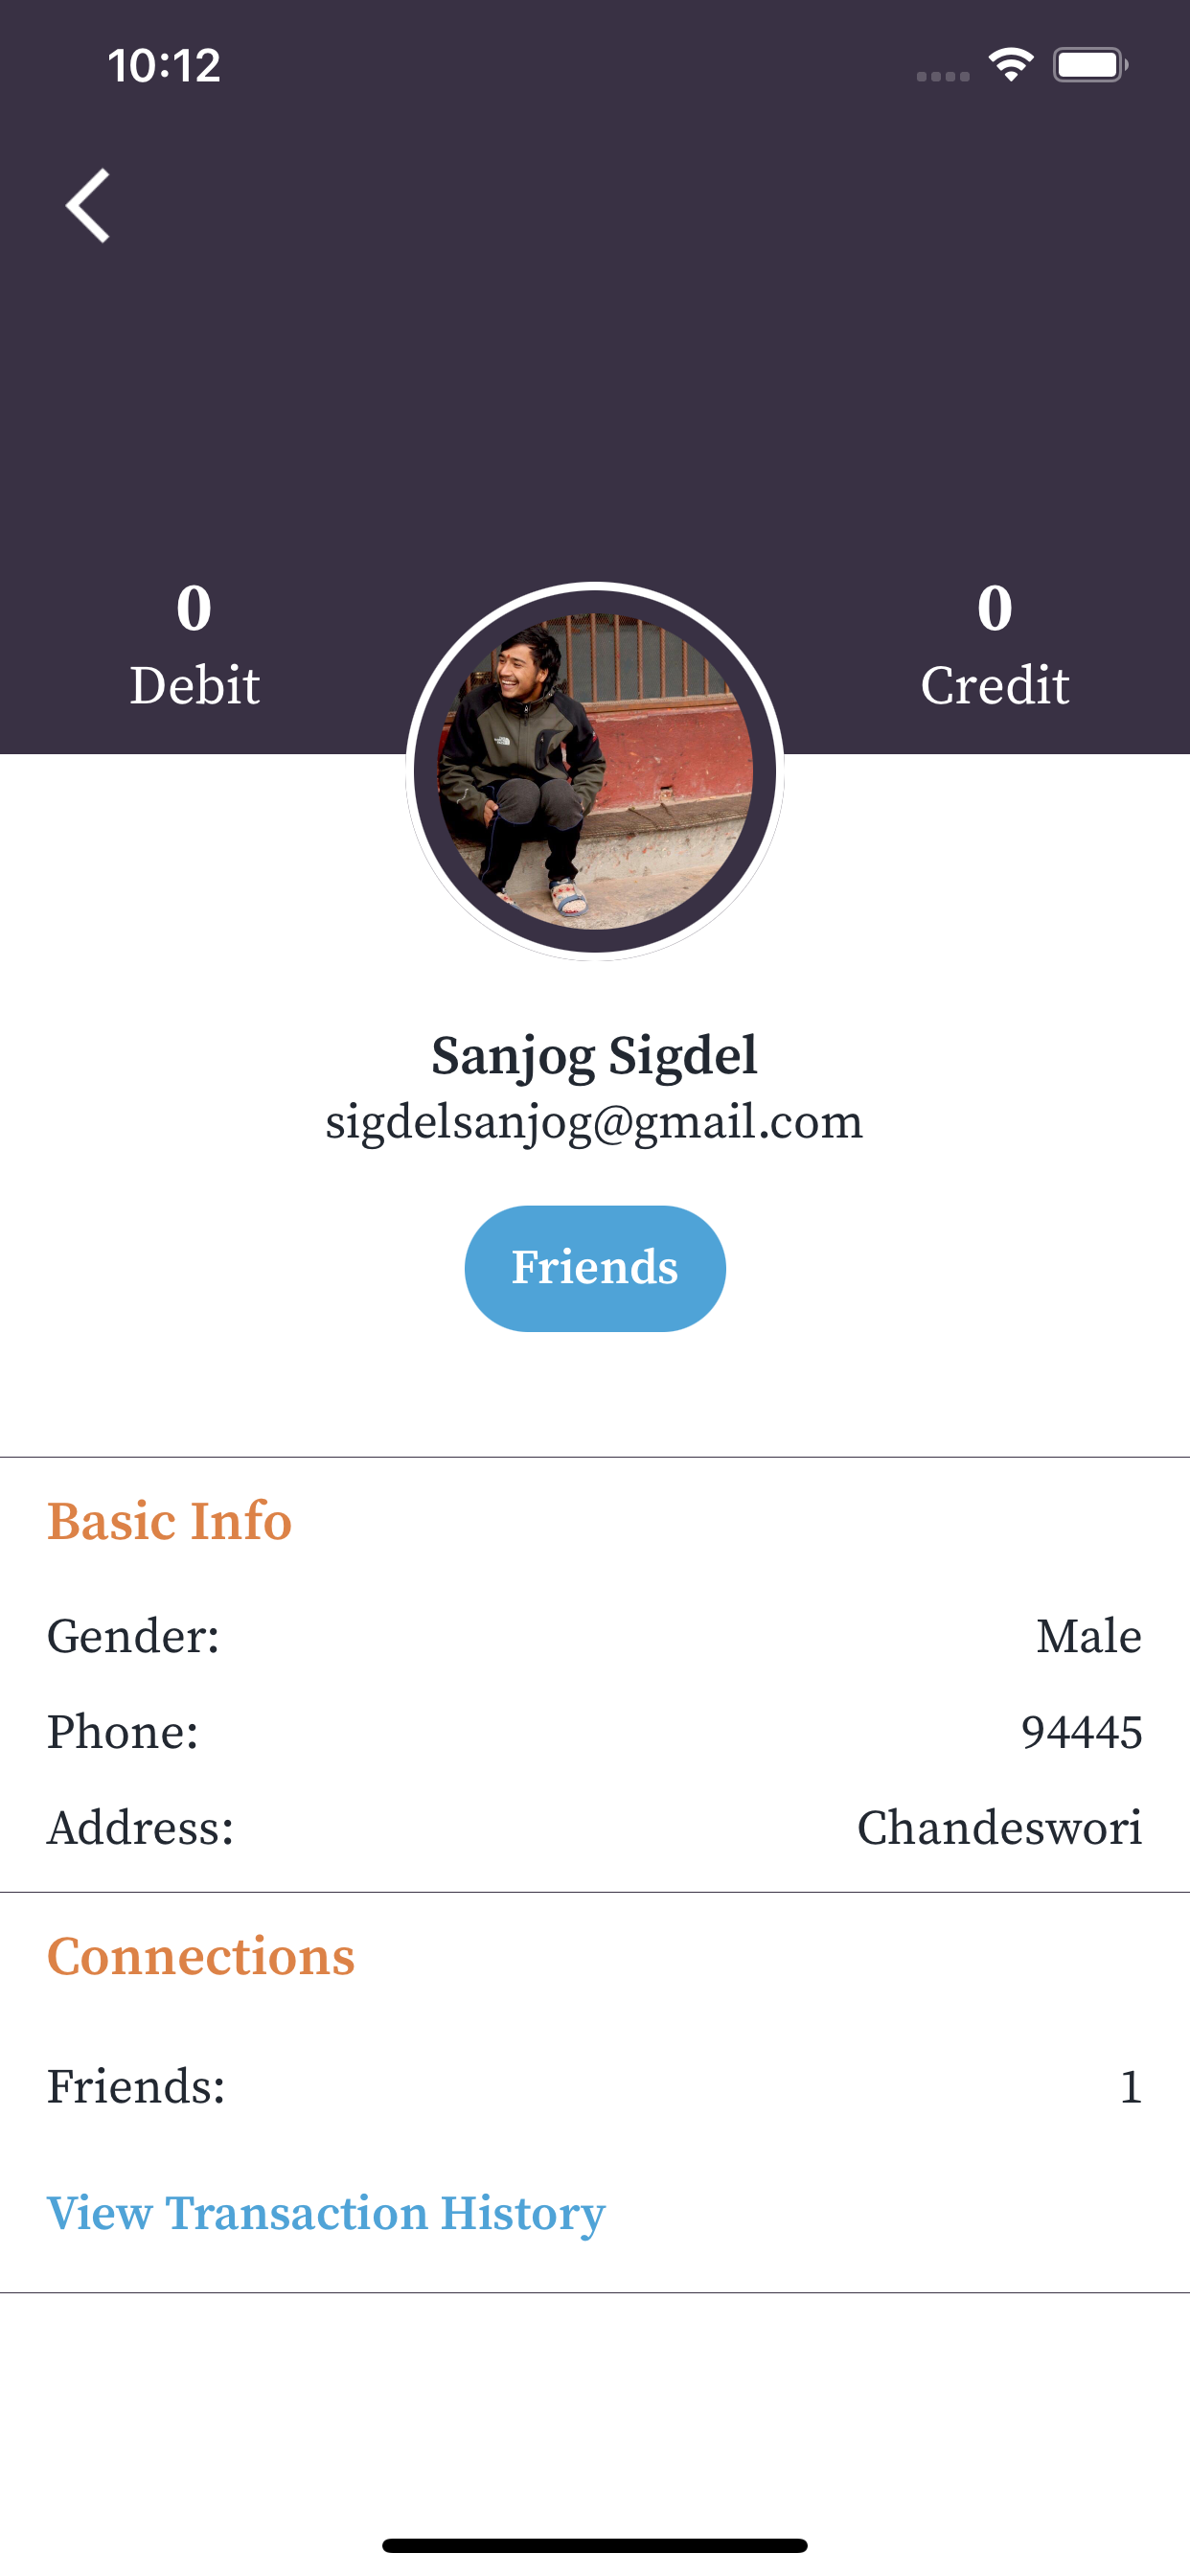 10:12
0
Debit
0
Credit
Sanjog Sigdel
sigdelsanjog@gmail.com
Friends
Basic Info
Gender: Male
Phone: 94445
Address: Chandeswori
Connections
Friends: 1
View Transaction History